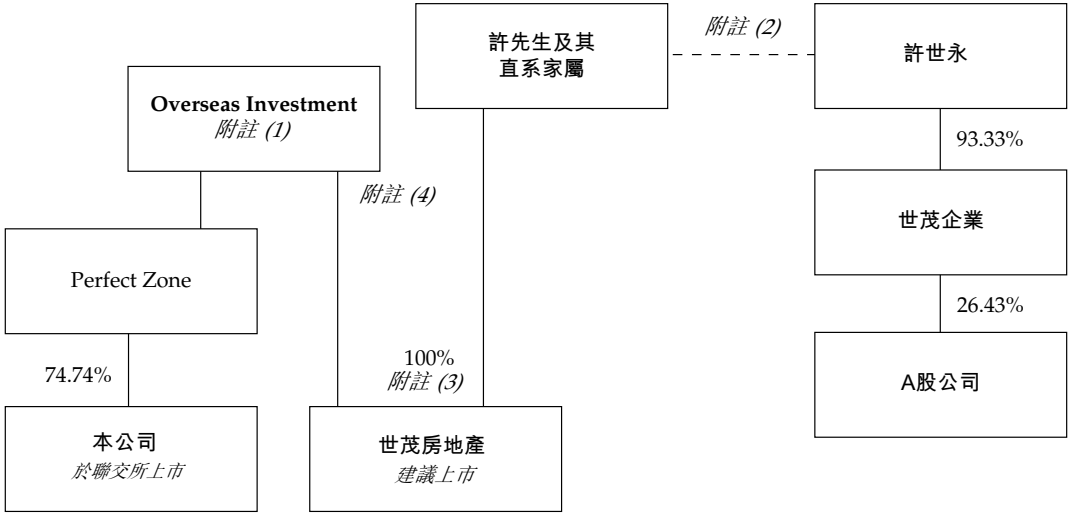 附註 (2)
許先生及其
直系家屬
許世永
Overseas Investment
附註 (1)
93.33%
附註 (4)
世茂企業
Perfect Zone
26.43%
74.74%
100%
附註 (3)
A股公司
本公司
於聯交所上市
世茂房地產
建議上市